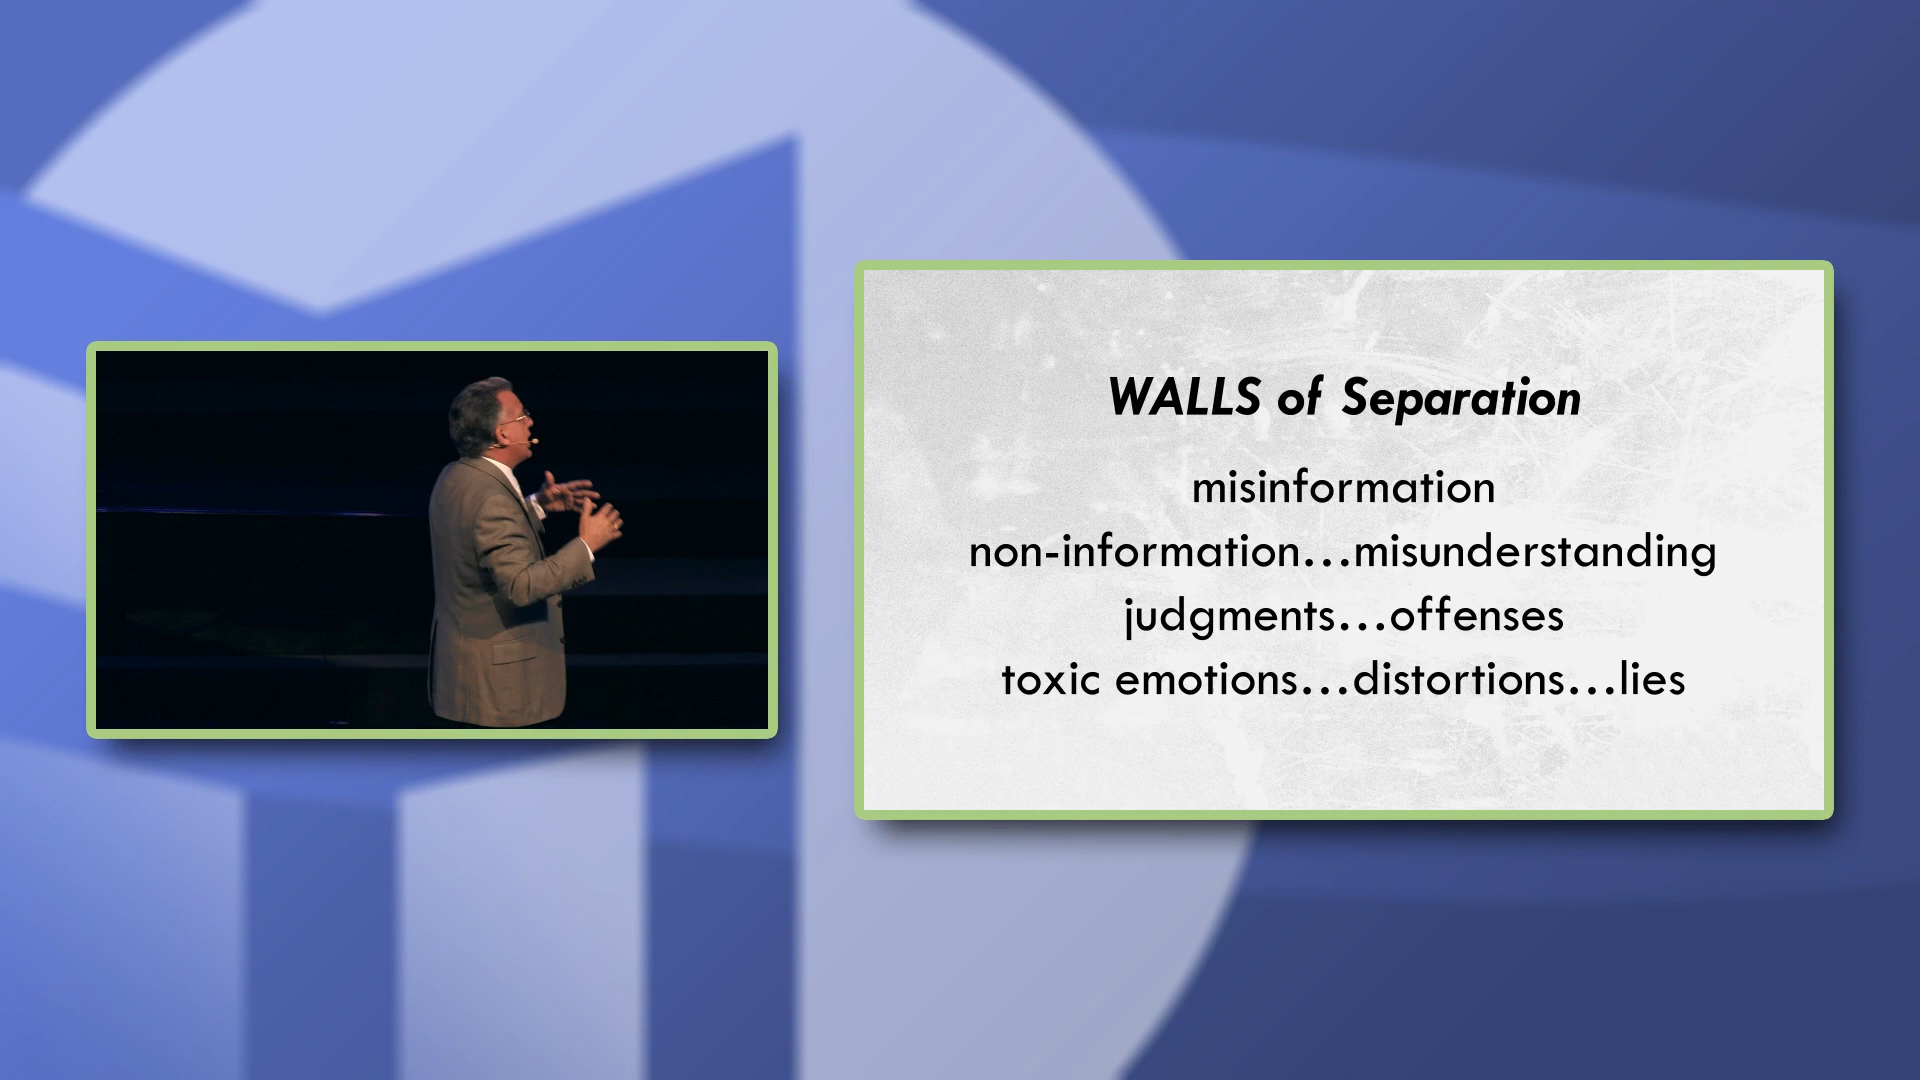 WALLS of Separation
misinformation
non-information…misunderstanding
judgments…offenses
toxic emotions…distortions…lies